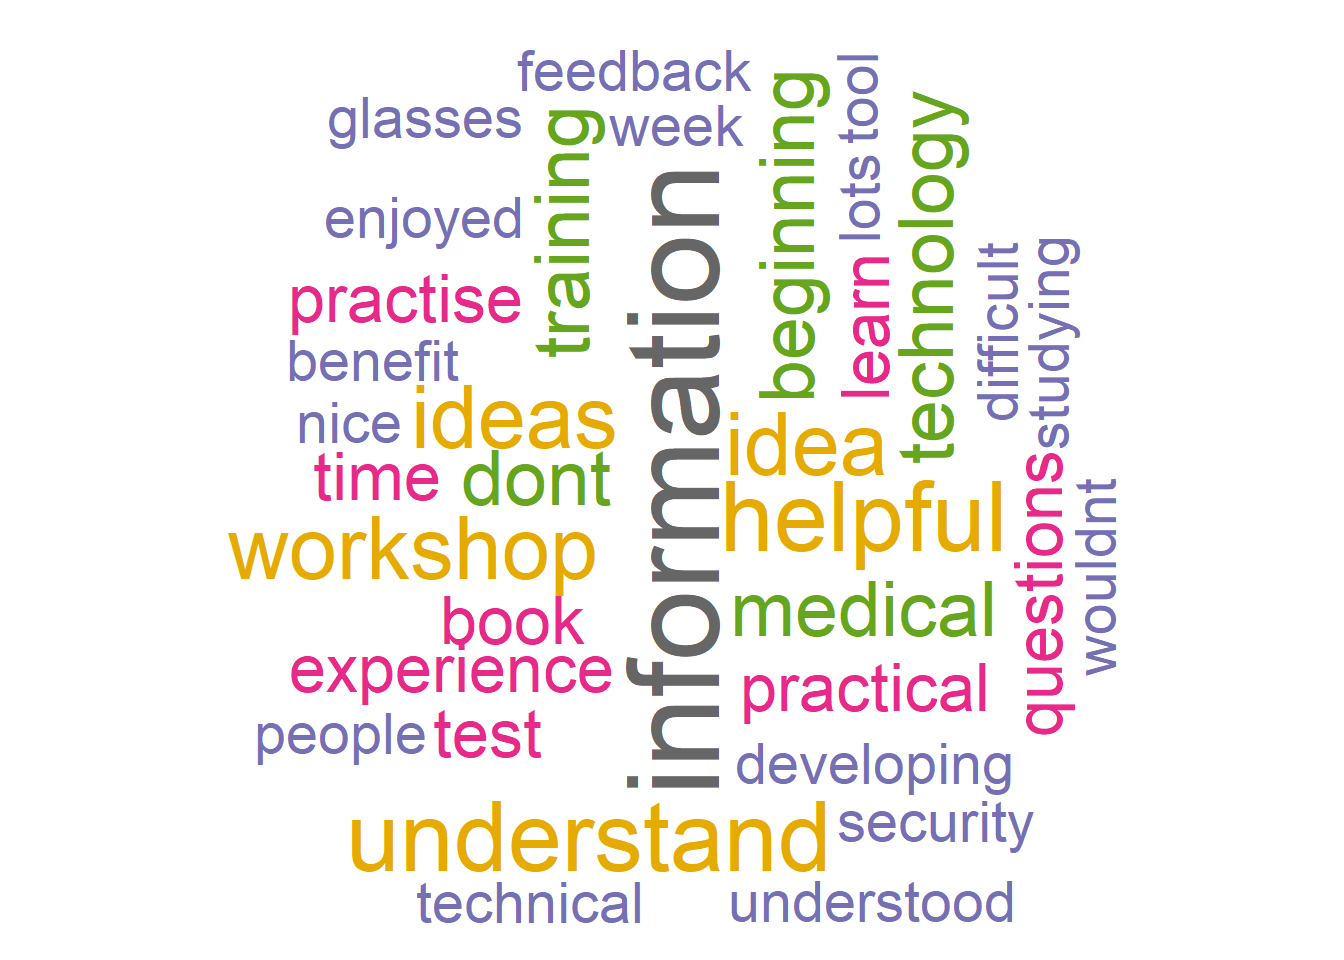 feedback
glasses
week
training
beginning
tool
lots
technology
enjoyed
information
learn
difficult
studying
practise
benefit
nice
ideas
idea
time
dont
helpful
questions
wouldnt
workshop
medical
book
experience
practical
people
test
developing
understand
security
technical
understood